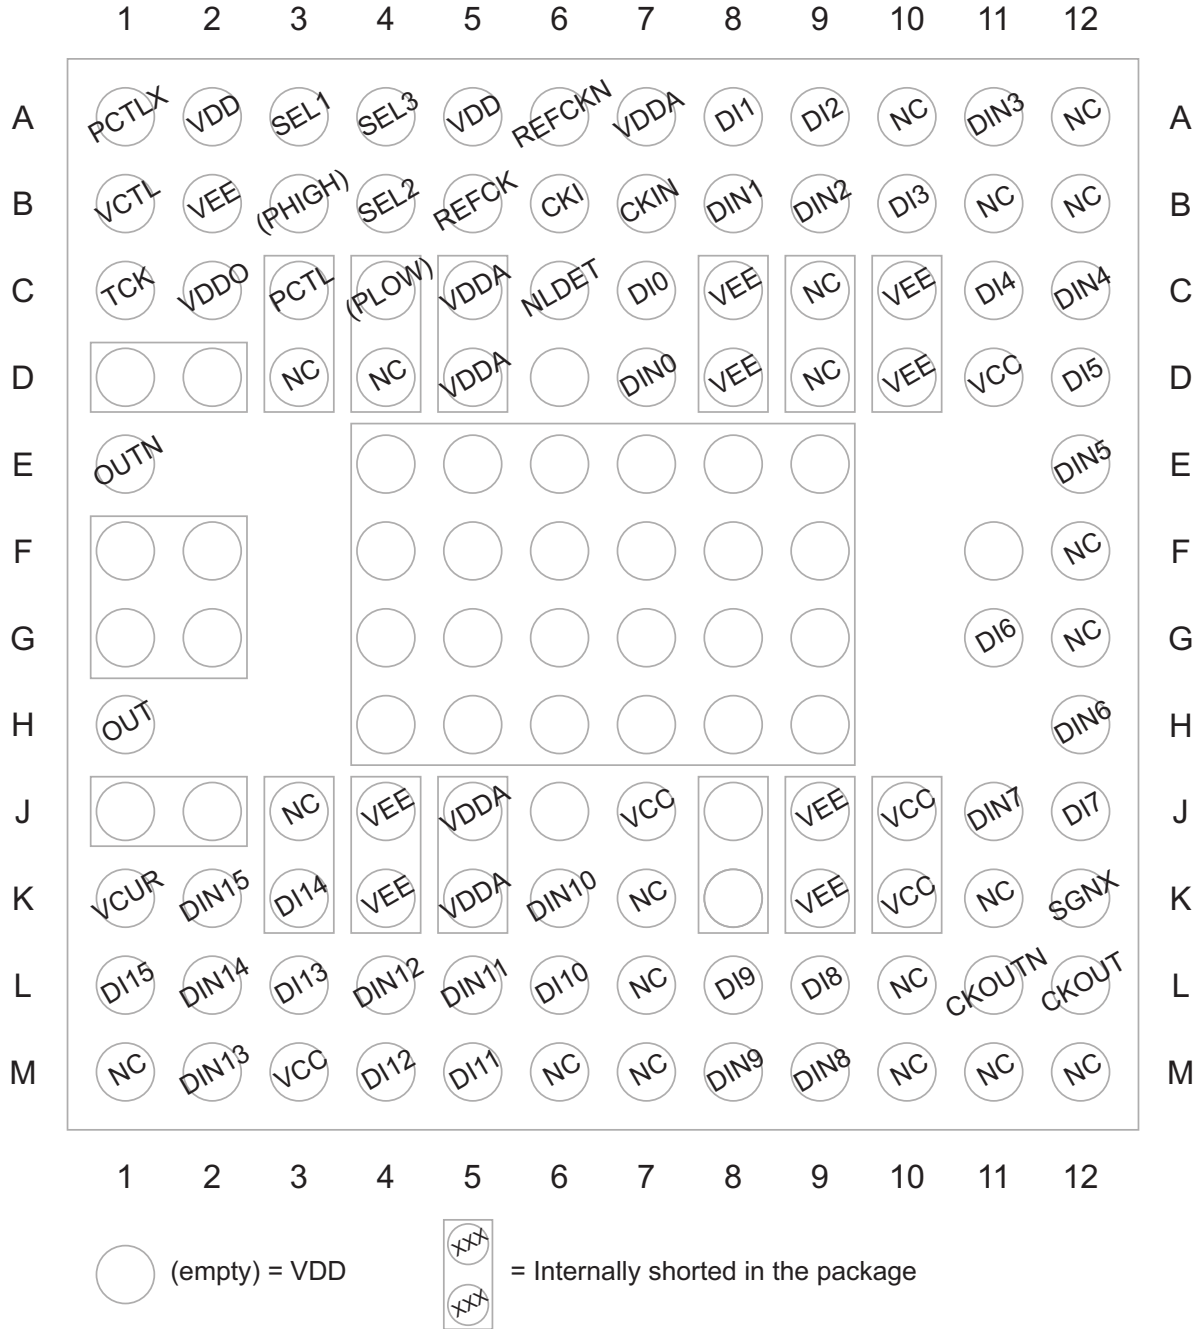 1 2 3 4 5 6 7 8 9 10 11 12
A PCTLX VDD SEL1 SEL3 VDD REFCKN VDDA DI1 DI2 NC DIN3 NC A
B VCTL VEE (PHIGH) SEL2 REFCK CKI CKIN DIN1 DIN2 DI3 NC NC B
C TCK VDDO PCTL (PLOW) VDDA NLDET DI0 VEE NC VEE DI4 DIN4 C
D NC NC VDDA DIN0 VEE NC VEE VCC DI5 D
E OUTN DIN5 E
F NC F
G DI6 NC G
H OUT DIN6 H
J NC VEE VDDA VCC VEE VCC DIN7 DI7 J
K VCUR DIN15 DI14 VEE VDDA DIN10 NC VEE VCC NC SGNX K
L DI15 DIN14 DI13 DIN12 DIN11 DI10 NC DI9 DI8 NC CKOUTN CKOUT L
M NC DIN13 VCC DI12 DI11 NC NC DIN9 DIN8 NC NC NC M
1 2 3 4 5 6 7 8 9 10 11 12
xxx
(empty) = VDD = Internally shorted in the package
xxx